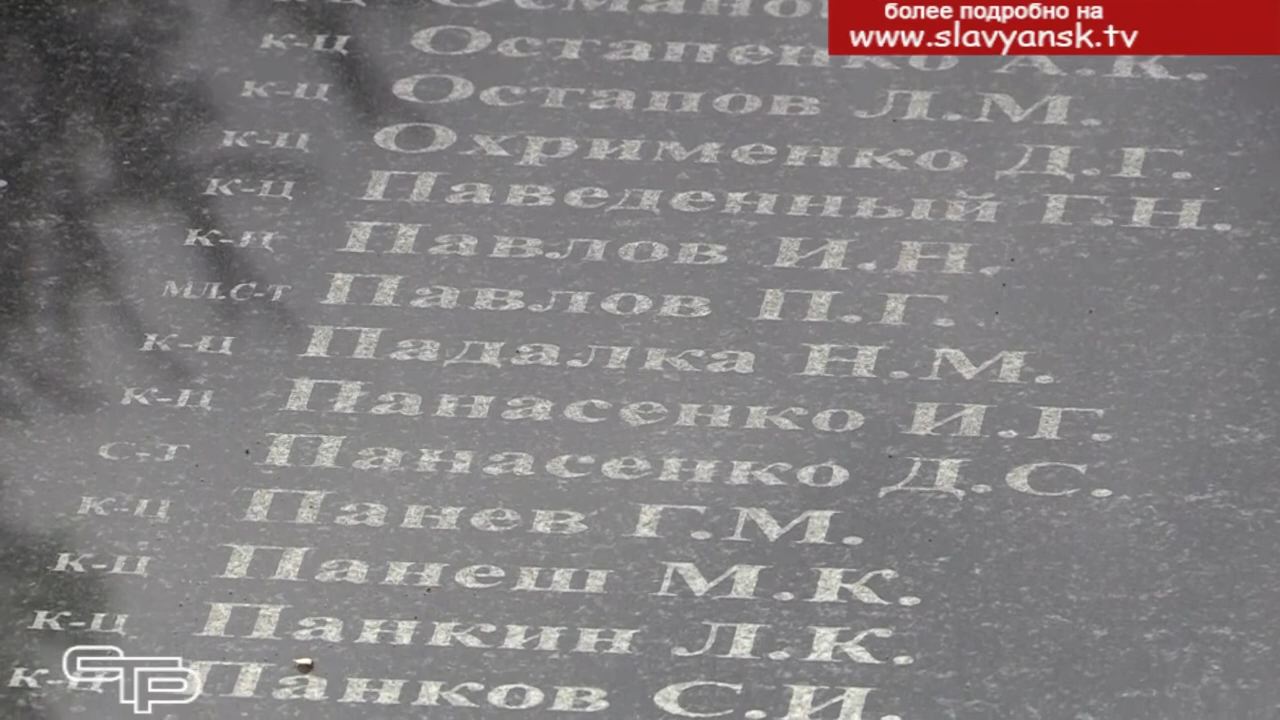 более подробно на
www.slavyansk.tv
к-ц Остапенко А.К.
к-ц Остапов Л.М.
к-ц Охрименко Д.Г.
к-ц Паведенный Г.Н.
к-ц Павлов И.Н.
мл.с-т Павлов П.Г.
к-ц Падалка Н.М.
к-ц Панасенко И.Г.
с-т Панасенко Д.С.
к-ц Панев Г.М.
к-ц Панеш М.К.
к-ц Панкин Л.К.
к-ц Панков С.И.
СТР